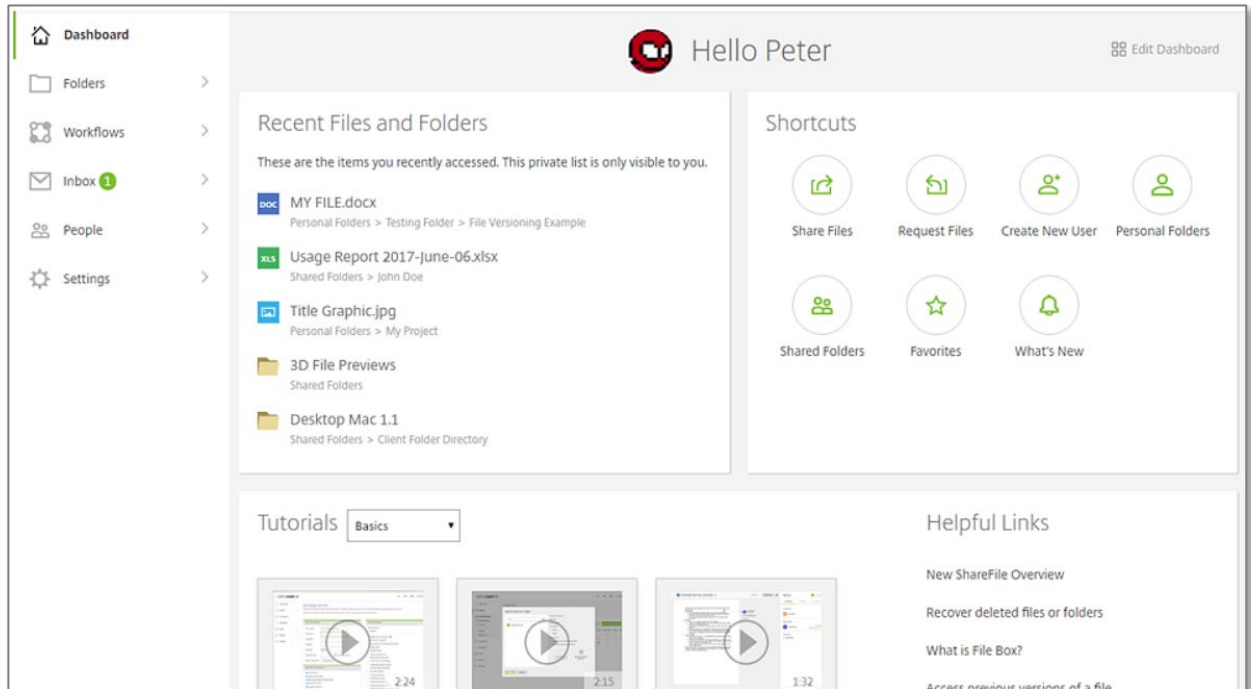 Dashboard
Folders
Workflows
Inbox 1
People
Settings
Hello Peter
Edit Dashboard
Recent Files and Folders
These are the items you recently accessed. This private list is only visible to you.
DOC
MY FILE.docx
Personal Folders > Testing Folder > File Versioning Example
XLS
Usage Report 2017-June-06.xlsx
Shared Folders > John Doe
Title Graphic.jpg
Personal Folders > My Project
3D File Previews
Shared Folders
Desktop Mac 1.1
Shared Folders > Client Folder Directory
Shortcuts
Share Files
Request Files
Create New User
Personal Folders
Shared Folders
Favorites
What's New
Tutorials
Basics
2:24
2:15
1:32
Helpful Links
New ShareFile Overview
Recover deleted files or folders
What is File Box?
Access previous versions of a file